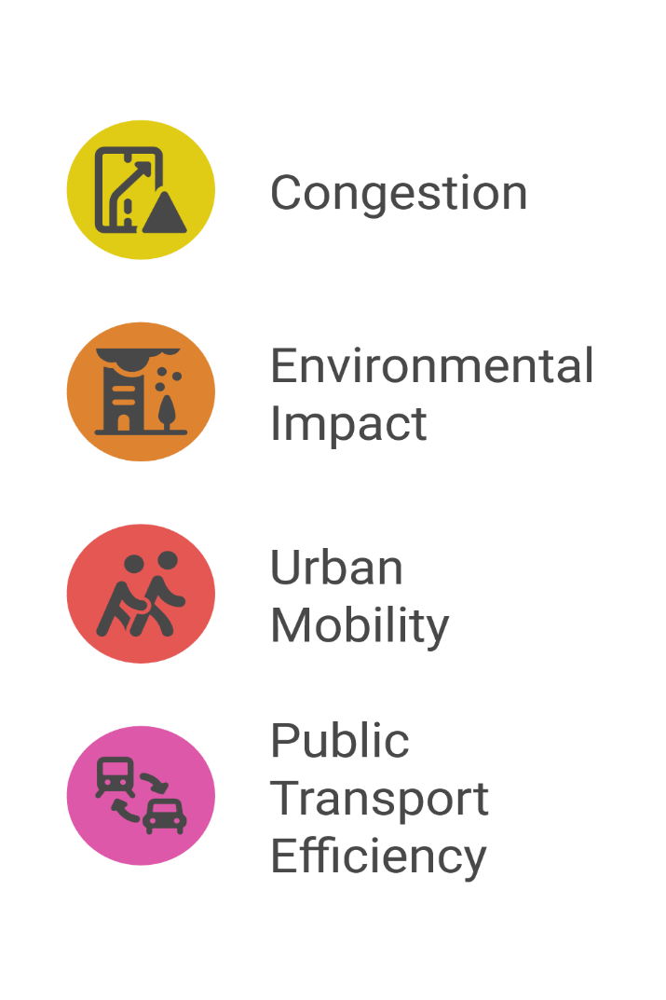 Congestion
Environmental
Impact
Urban
Mobility
Public
Transport
Efficiency